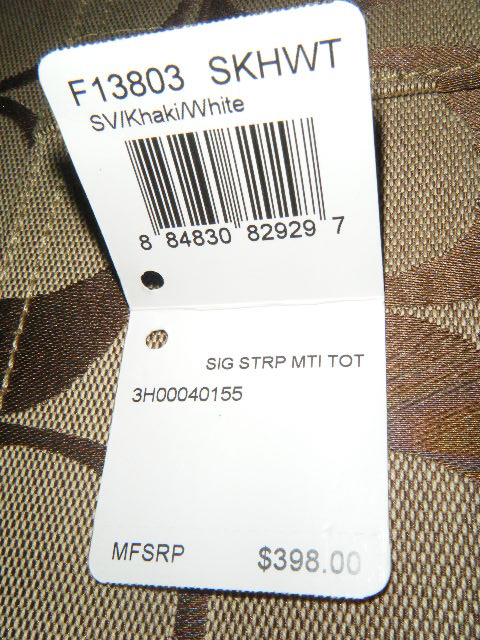 F13803 SKHWT
SV/Khaki/White
8 84830 82929 7
SIG STRP MTI TOT
3H00040155
MFSRP $398.00